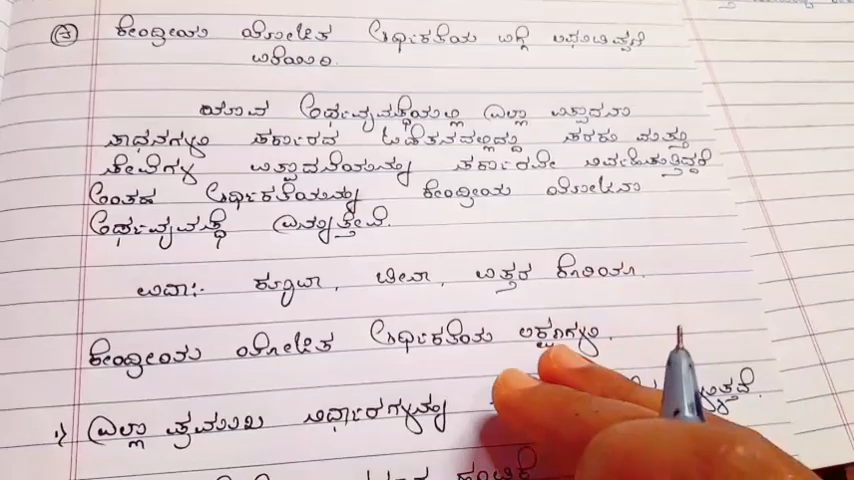 ೨ ಕೇಂದ್ರೀಯ ಯೋಜಿತ ಆರ್ಥಿಕತೆಯ ಬಗ್ಗೆ ಟಿಪ್ಪಣಿ
ಬರೆಯಿರಿ.
ಯಾವ ಅರ್ಥವ್ಯವಸ್ಥೆಯಲ್ಲಿ ಎಲ್ಲಾ ಉತ್ಪಾದನಾ
ಸಾಧನಗಳು ಸರ್ಕಾರದ ಒಡೆತನದಲ್ಲಿದ್ದು ಸರಕು ಮತ್ತು
ಸೇವೆಗಳ ಉತ್ಪಾದನೆಯನ್ನು ಸರ್ಕಾರವೇ ನಿರ್ವಹಿಸುತ್ತಿದ್ದರೆ
ಅಂತಹ ಆರ್ಥಿಕತೆಯನ್ನು ಕೇಂದ್ರೀಯ ಯೋಜನಾ
ಅರ್ಥವ್ಯವಸ್ಥೆ ಎನ್ನುತ್ತೇವೆ.
ಉದಾ:- ಕ್ಯೂಬಾ, ಚೀನಾ, ಉತ್ತರ ಕೊರಿಯಾ.
ಕೇಂದ್ರೀಯ ಯೋಜಿತ ಆರ್ಥಿಕತೆಯ ಲಕ್ಷಣಗಳು.
೧) ಎಲ್ಲಾ ಪ್ರಮುಖ ನಿರ್ಧಾರಗಳನ್ನು